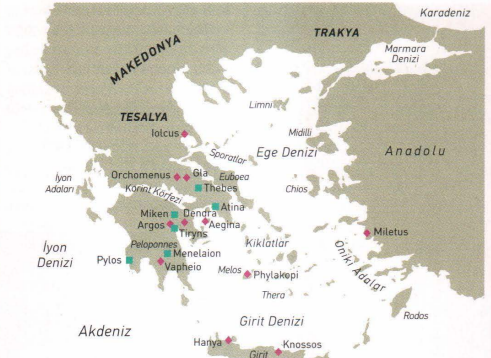 Karadeniz
TRAKYA
Marmara
Denizi
MAKEDONYA
Limni
TESALYA
Iolcus
Midilli
Sporatlar
Ege Denizi
Anadolu
Orchomenus
Gla
Euboea
İyon
Adaları
Korint Körfezi
Thebes
Chios
Atina
Miken
Dendra
Argos
Aegina
Tiryns
Miletus
Peloponnes
Kiklatlar
İyon
Denizi
Menelaion
Oniki Adalar
Pylos
Vapheio
Melos
Phylakopi
Thera
Rodos
Girit Denizi
Akdeniz
Hanya
Knossos
Girit